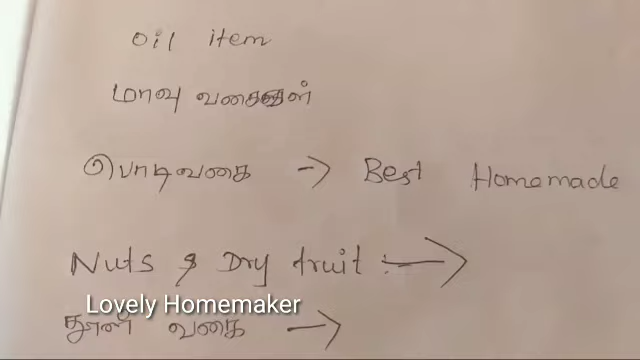 oil item
மாவு வகைகள்
பொடிவகை → Best Homemade
Nuts & Dry fruit :→
Lovely Homemaker
தூள் வகை →